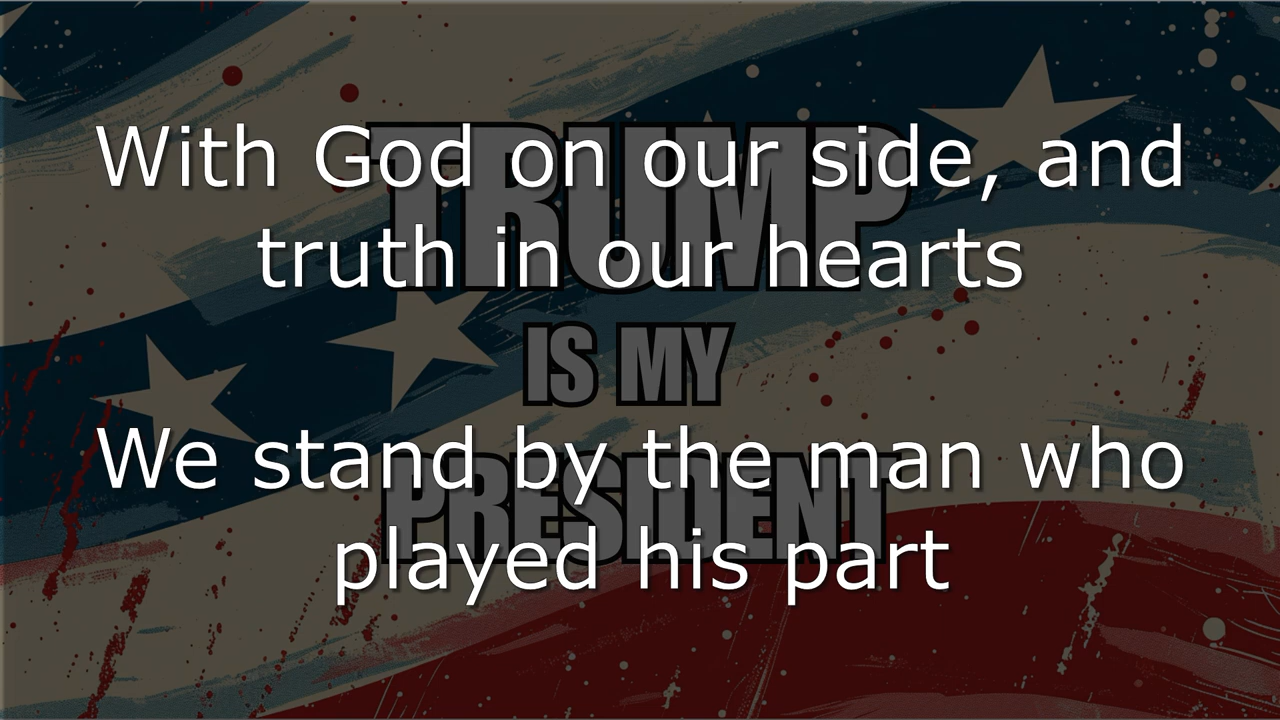 With God on our side, and
truth in our hearts
We stand by the man who
played his part
TRUMP
IS MY
PRESIDENT